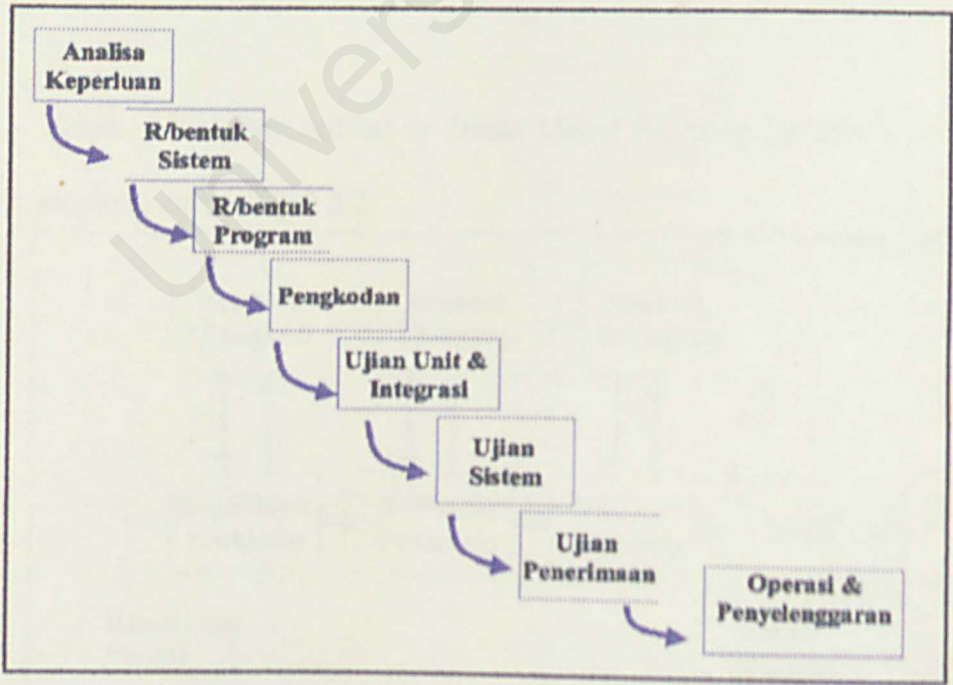 Analisa
Keperluan
R/bentuk
Sistem
R/bentuk
Program
Pengkodan
Ujian Unit &
Integrasi
Ujian
Sistem
Ujian
Penerimaan
Operasi &
Penyelenggaran